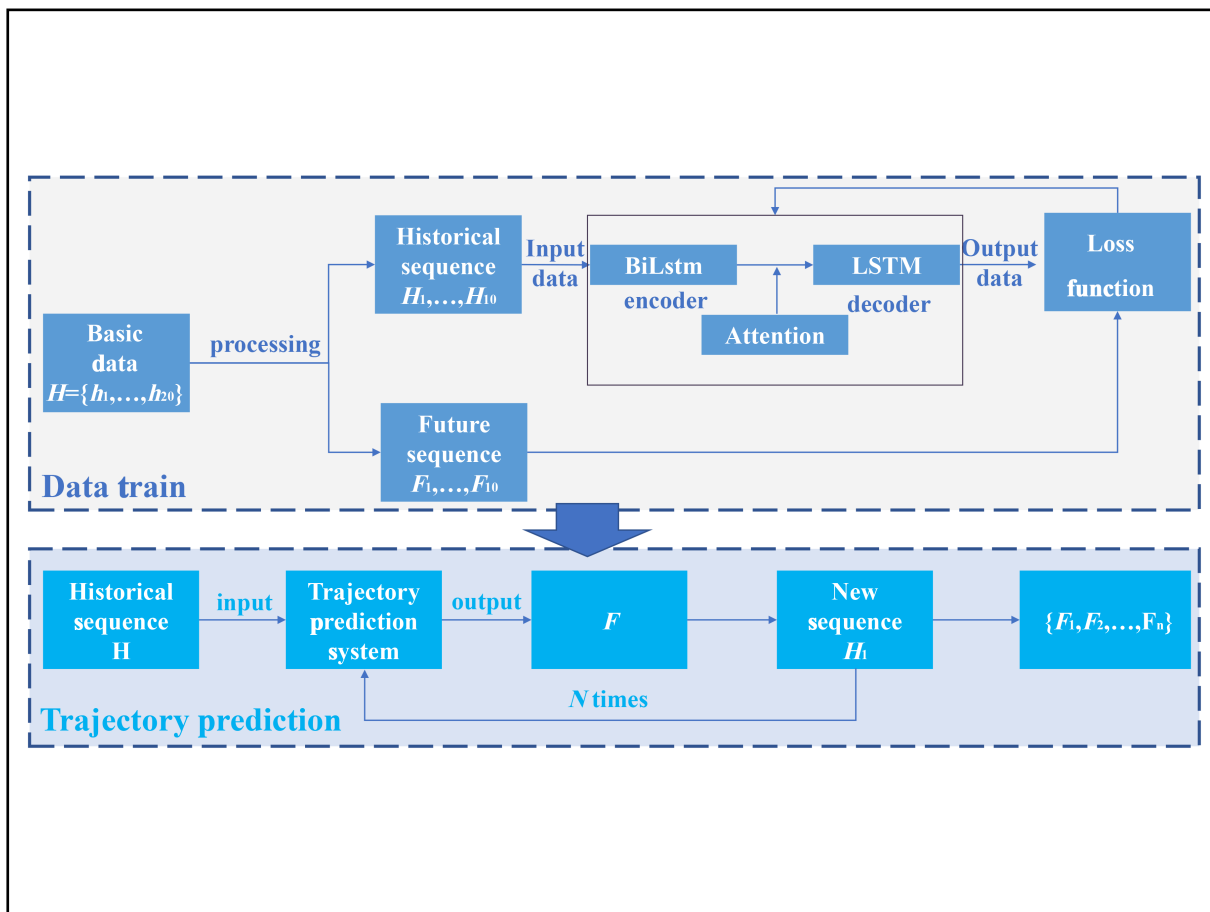 Basic
data
H={h₁,…,h₂₀}
processing
Historical
sequence
H₁,…,H₁₀
Future
sequence
F₁,…,F₁₀
Input
data
BiLstm
encoder
Attention
LSTM
decoder
Output
data
Loss
function
Data train
Historical
sequence
H
input
Trajectory
prediction
system
output
F
New
sequence
H₁
{F₁,F₂,…,Fₙ}
N times
Trajectory prediction